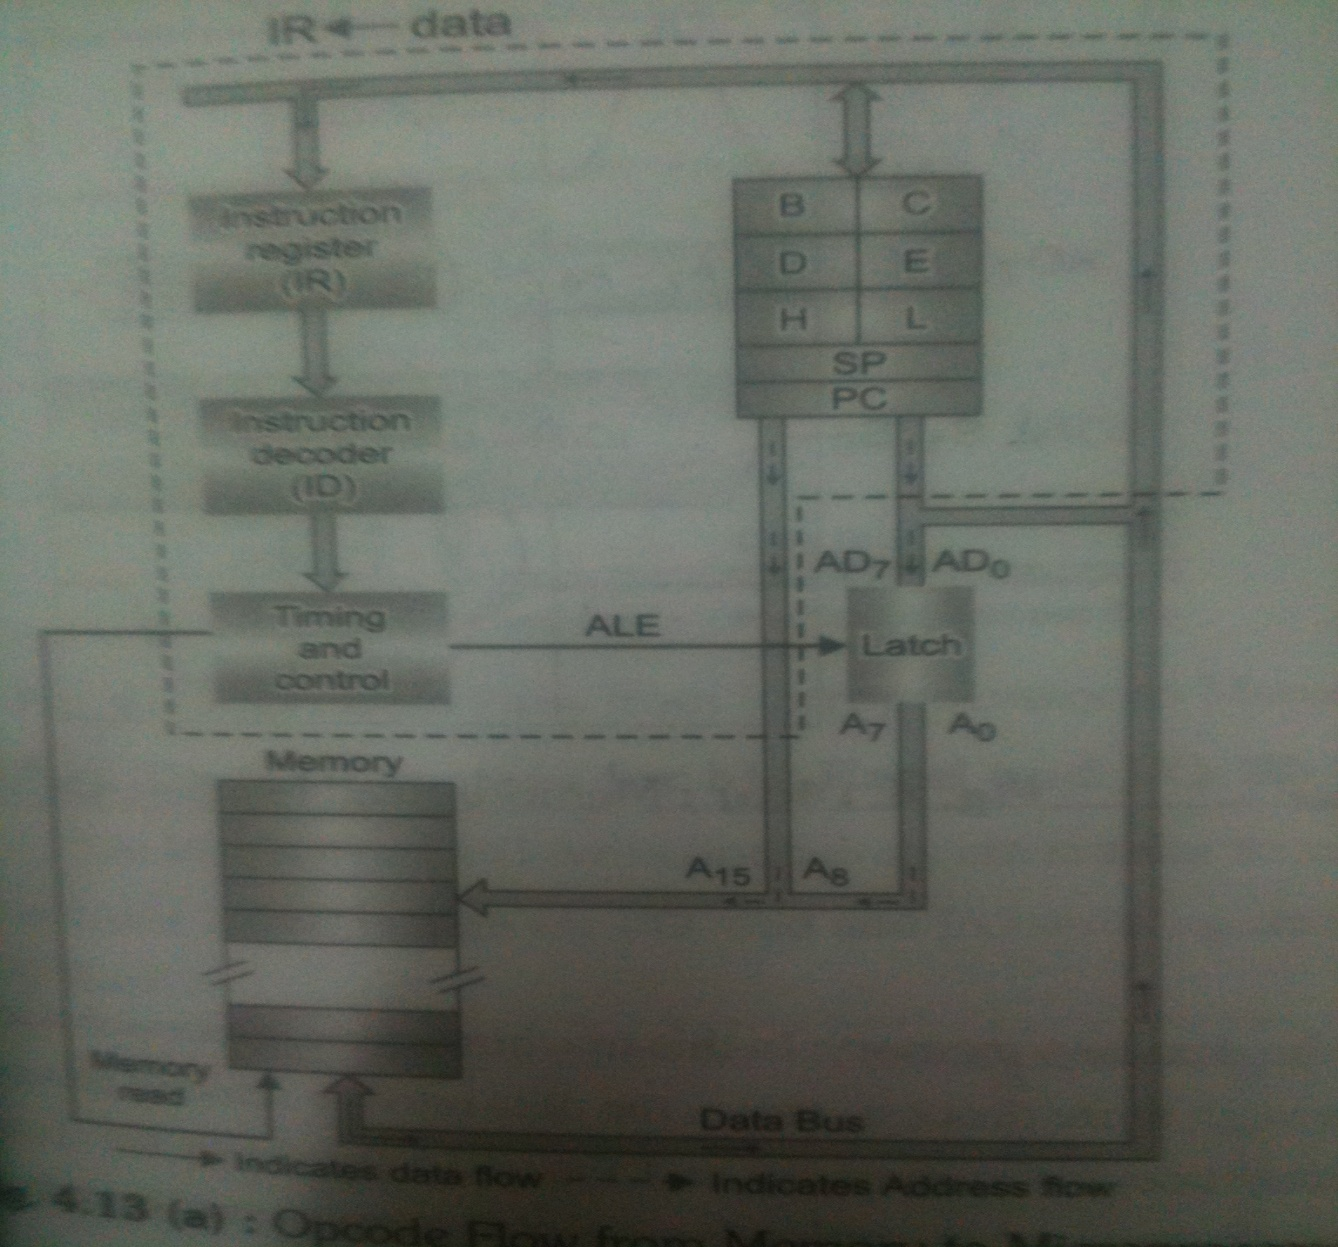 IR ← data
Instruction
register
(IR)
B C
D E
H L
SP
PC
Instruction
decoder
(ID)
AD7 AD0
Timing
and
control
ALE
Latch
A7 A0
Memory
A15 A8
Memory
read
Data Bus
Indicates data flow Indicates Address flow
4.13 (a) : Opcode Flow from Memory to